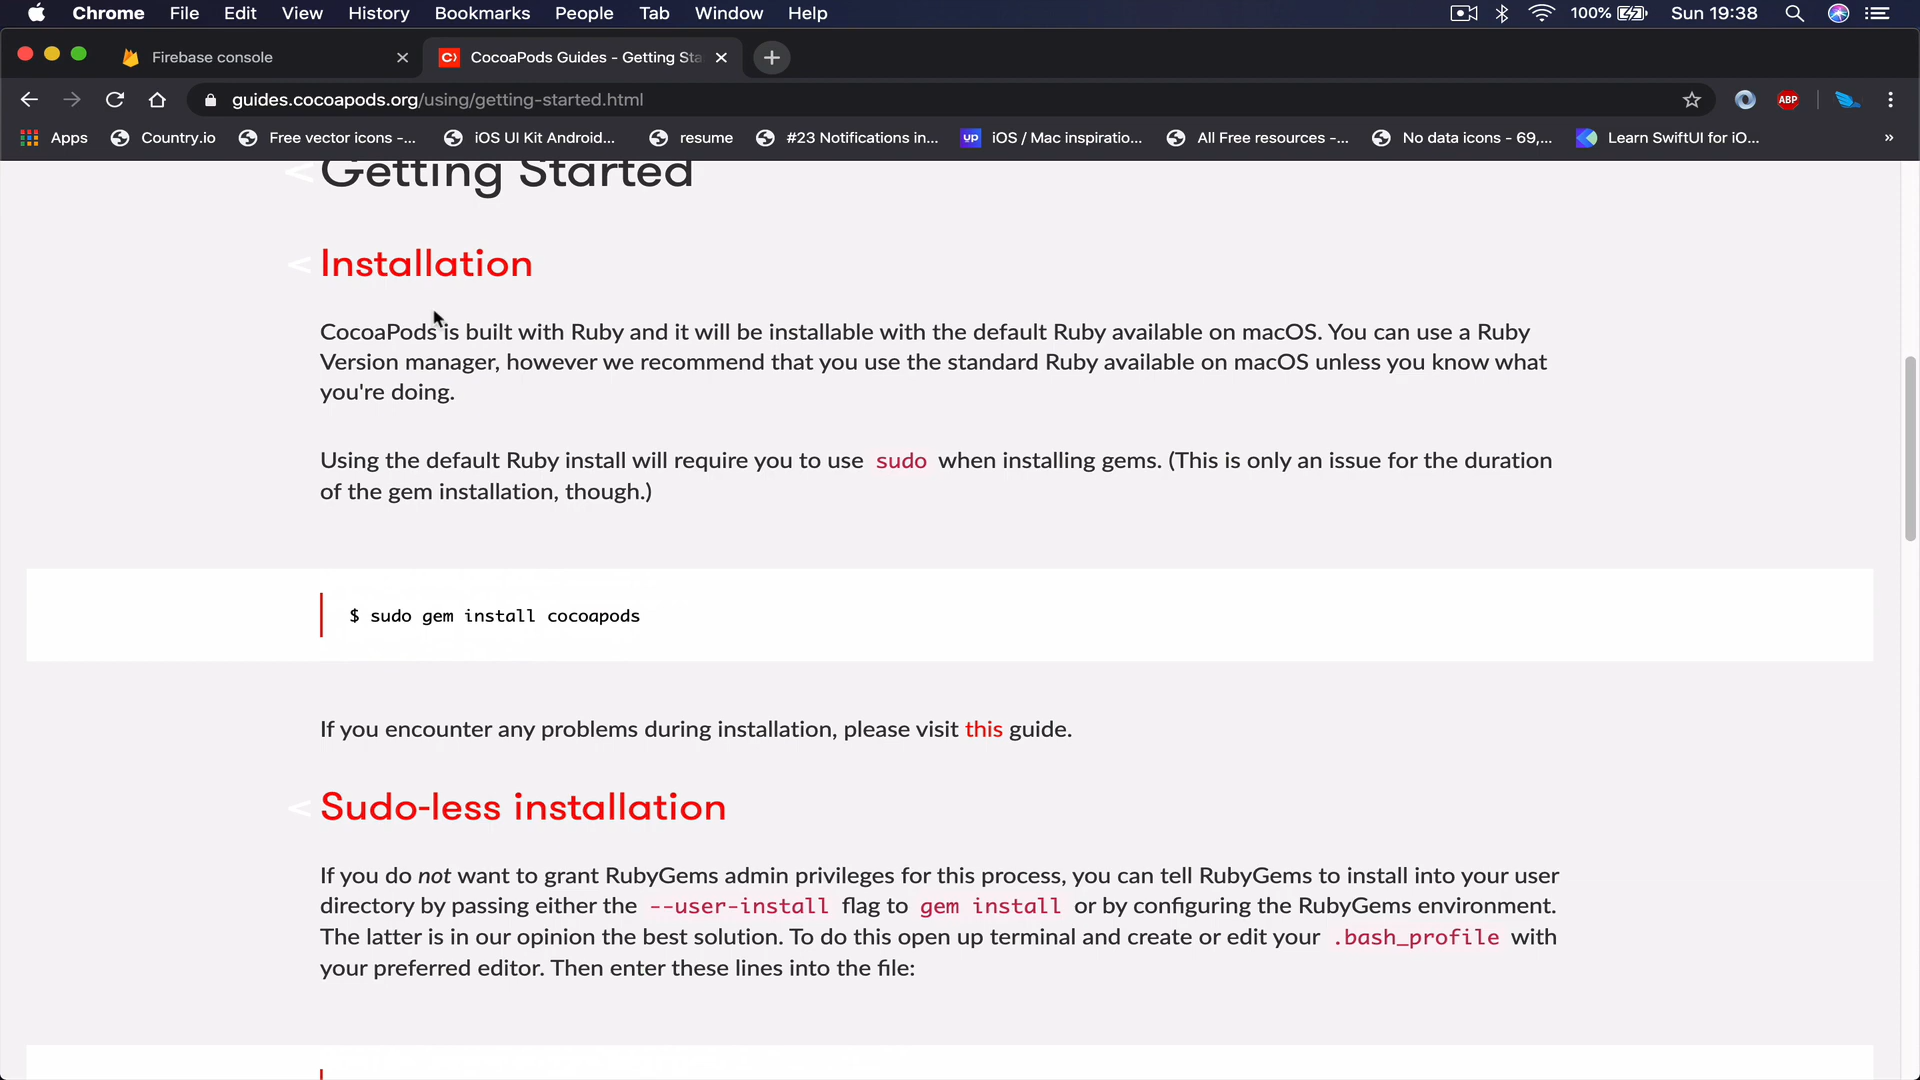 Chrome File Edit View History Bookmarks People Tab Window Help 100% Sun 19:38
Firebase console CocoaPods Guides - Getting Sta
guides.cocoapods.org/using/getting-started.html ABP
Apps Country.io Free vector icons -... iOS UI Kit Android... resume #23 Notifications in... UP iOS / Mac inspiratio... All Free resources -... No data icons - 69,... Learn SwiftUI for iO... »
< Getting Started
< Installation
CocoaPods is built with Ruby and it will be installable with the default Ruby available on macOS. You can use a Ruby
Version manager, however we recommend that you use the standard Ruby available on macOS unless you know what
you're doing.
Using the default Ruby install will require you to use sudo when installing gems. (This is only an issue for the duration
of the gem installation, though.)
$ sudo gem install cocoapods
If you encounter any problems during installation, please visit this guide.
< Sudo-less installation
If you do not want to grant RubyGems admin privileges for this process, you can tell RubyGems to install into your user
directory by passing either the --user-install flag to gem install or by configuring the RubyGems environment.
The latter is in our opinion the best solution. To do this open up terminal and create or edit your .bash_profile with
your preferred editor. Then enter these lines into the file: